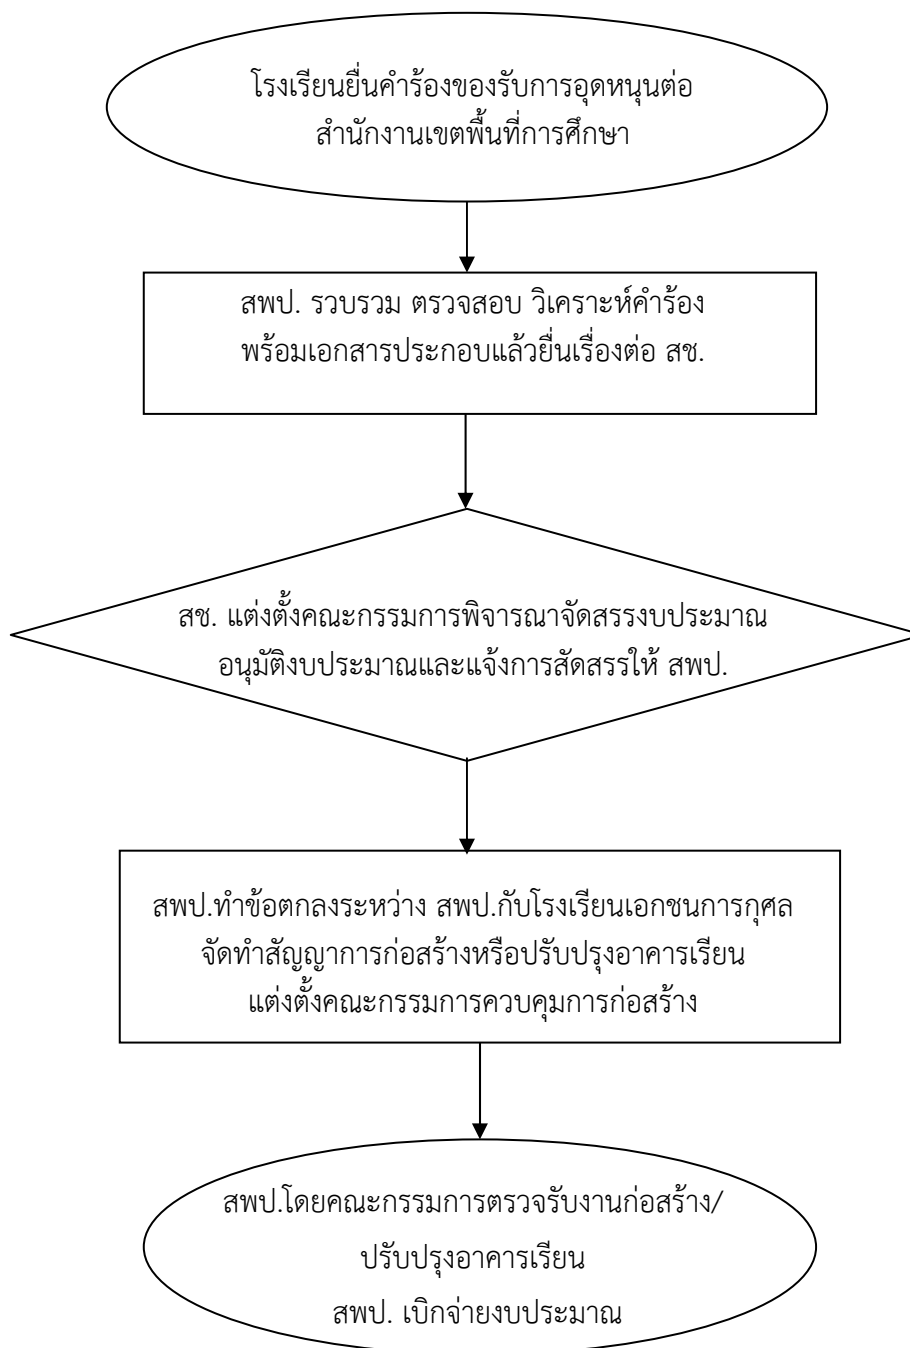 โรงเรียนยื่นคำร้องของรับการอุดหนุนต่อ
สำนักงานเขตพื้นที่การศึกษา
สพป. รวบรวม ตรวจสอบ วิเคราะห์คำร้อง
พร้อมเอกสารประกอบแล้วยื่นเรื่องต่อ สช.
สช. แต่งตั้งคณะกรรมการพิจารณาจัดสรรงบประมาณ
อนุมัติงบประมาณและแจ้งการสัดสรรให้ สพป.
สพป.ทำข้อตกลงระหว่าง สพป.กับโรงเรียนเอกชนการกุศล
จัดทำสัญญาการก่อสร้างหรือปรับปรุงอาคารเรียน
แต่งตั้งคณะกรรมการควบคุมการก่อสร้าง
สพป.โดยคณะกรรมการตรวจรับงานก่อสร้าง/
ปรับปรุงอาคารเรียน
สพป. เบิกจ่ายงบประมาณ